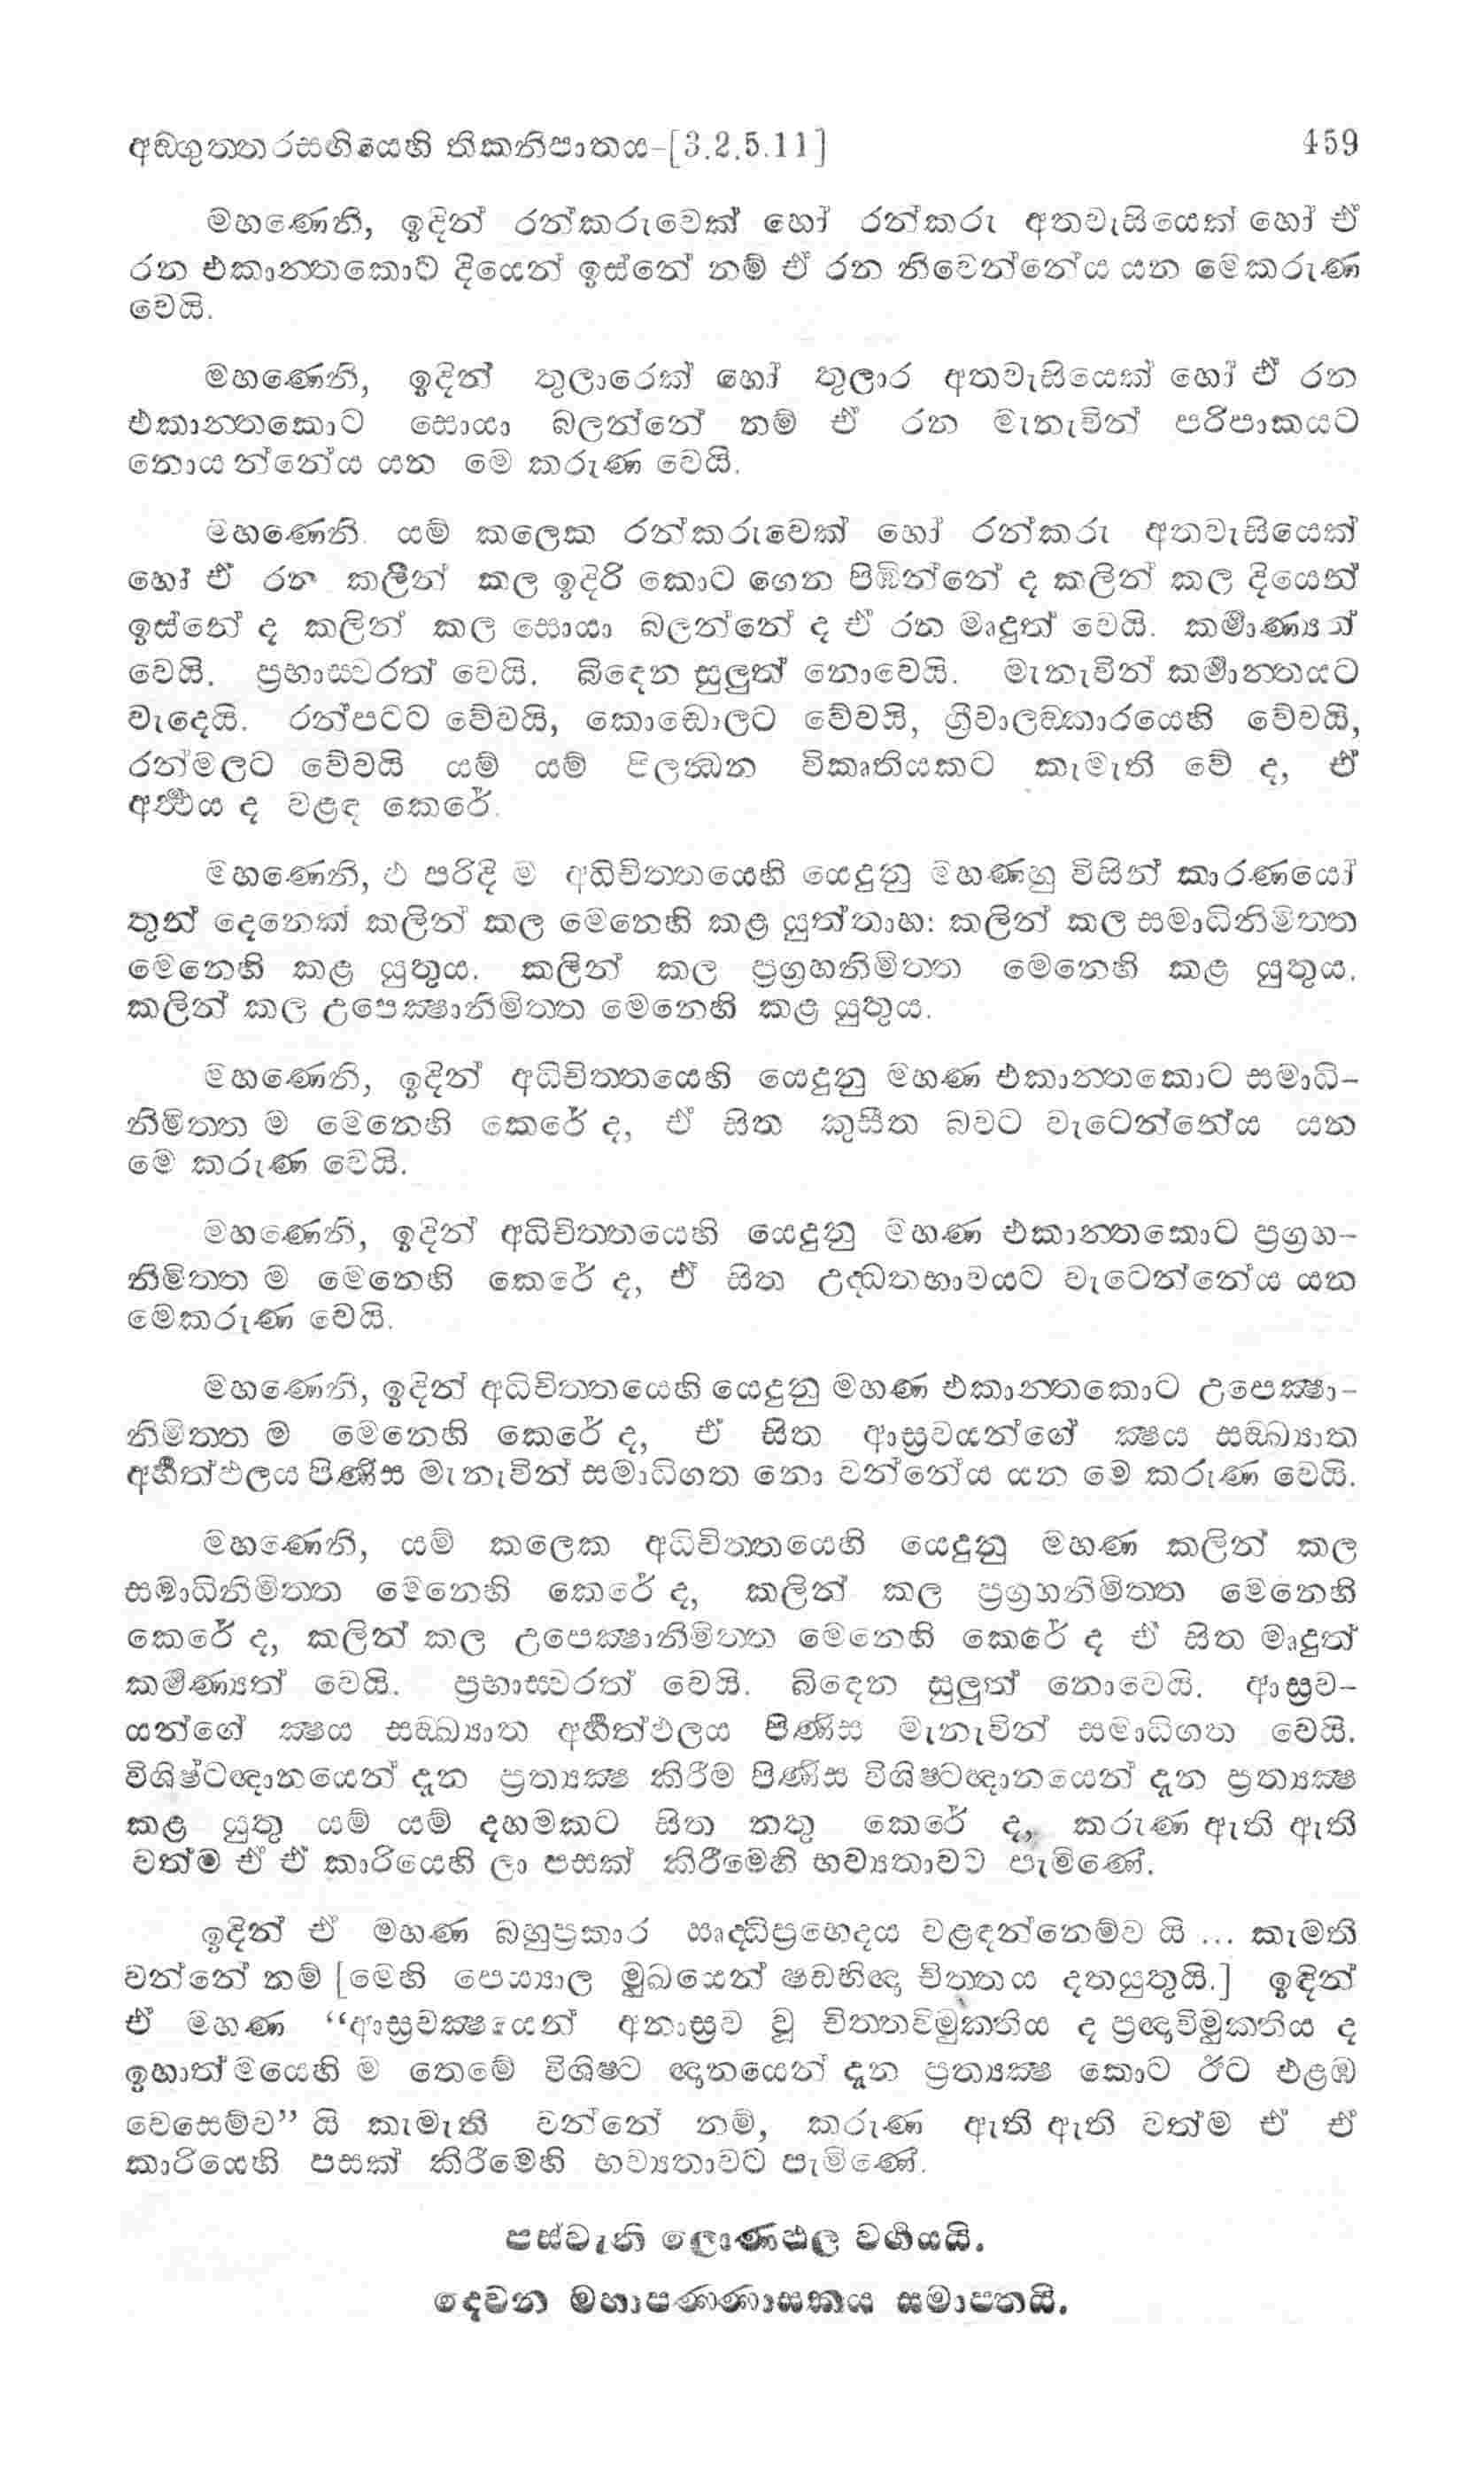 අඞ්ගුත්තරසඟියෙහි තිකනිපාතය-[3.2.5.11] 459
මහණෙනි, ඉදින් රන්කරුවෙක් හෝ රන්කරු අතවැසියෙක් හෝ ඒ
රන එකාන්තකොට දියෙන් ඉස්නේ නම් ඒ රන නිවෙන්නේය යන මෙකරුණ
වෙයි.
මහණෙනි, ඉදින් තුලාරෙක් හෝ තුලාර අතවැසියෙක් හෝ ඒ රන
එකාන්තකොට සොයා බලන්නේ නම් ඒ රන මැනැවින් පරිපාකයට
නොයන්නේය යන මෙ කරුණ වෙයි.
මහණෙනි. යම් කලෙක රන්කරුවෙක් හෝ රන්කරු අතවැසියෙක්
හෝ ඒ රන කලින් කල ඉදිරි කොට ගෙන පිඹින්නේ ද කලින් කල දියෙන්
ඉස්නේ ද කලින් කල සොයා බලන්නේ ද ඒ රන මෘදුත් වෙයි. කර්මාණ්‍යත්
වෙයි. ප්‍රභාස්වරත් වෙයි. බිඳෙන සුලුත් නොවෙයි. මැනැවින් කර්මාන්තයට
වැදෙයි. රන්පටට වේවයි, කොඩොලට වේවයි, ග්‍රීවාලඞ්කාරයෙහි වේවයි,
රන්මලට වේවයි යම් යම් පිලන්‍ධන විකෘතියකට කැමැති වේ ද, ඒ
අර්‍ත්‍ථය ද වළඳ කෙරේ.
මහණෙනි, එ පරිදි ම අධිචිත්තයෙහි යෙදුනු මහණහු විසින් කාරණයෝ
තුන් දෙනෙක් කලින් කල මෙනෙහි කළ යුත්තාහ: කලින් කල සමාධිනිමිත්ත
මෙනෙහි කළ යුතුය. කලින් කල ප්‍රග්‍රහනිමිත්ත මෙනෙහි කළ යුතුය.
කලින් කල උපෙක්‍ෂානිමිත්ත මෙනෙහි කළ යුතුය.
මහණෙනි, ඉදින් අධිචිත්තයෙහි යෙදුනු මහණ එකාන්තකොට සමාධි-
නිමිත්ත ම මෙනෙහි කෙරේ ද, ඒ සිත කුසීත බවට වැටෙන්නේය යන
මෙ කරුණ වෙයි.
මහණෙනි, ඉදින් අධිචිත්තයෙහි යෙදුනු මහණ එකාන්තකොට ප්‍රග්‍රහ-
නිමිත්ත ම මෙනෙහි කෙරේ ද, ඒ සිත උද්ධතභාවයට වැටෙන්නේය යන
මෙකරුණ වෙයි.
මහණෙනි, ඉදින් අධිචිත්තයෙහි යෙදුනු මහණ එකාන්තකොට උපෙක්‍ෂා-
නිමිත්ත ම මෙනෙහි කෙරේ ද, ඒ සිත ආස්‍රවයන්ගේ ක්‍ෂය සඞ්ඛ්‍යාත
අර්‍හත්ඵලය පිණිස මැනැවින් සමාධිගත නො වන්නේය යන මෙ කරුණ වෙයි.
මහණෙනි, යම් කලෙක අධිචිත්තයෙහි යෙදුනු මහණ කලින් කල
සමාධිනිමිත්ත මෙනෙහි කෙරේ ද, කලින් කල ප්‍රග්‍රහනිමිත්ත මෙනෙහි
කෙරේ ද, කලින් කල උපෙක්‍ෂානිමිත්ත මෙනෙහි කෙරේ ද ඒ සිත මෘදුත්
කර්මණ්‍යත් වෙයි. ප්‍රභාස්වරත් වෙයි. බිඳෙන සුලුත් නොවෙයි. ආස්‍රව-
යන්ගේ ක්‍ෂය සඞ්ඛ්‍යාත අර්‍හත්ඵලය පිණිස මැනැවින් සමාධිගත වෙයි.
විශිෂ්ටඥානයෙන් දැන ප්‍රත්‍යක්‍ෂ කිරීම පිණිස විශිෂ්ටඥානයෙන් දැන ප්‍රත්‍යක්‍ෂ
කළ යුතු යම් යම් දහමකට සිත නතු කෙරේ ද, කරුණ ඇති ඇති
වත්ම ඒ ඒ කාරියෙහි ලා පසක් කිරීමෙහි භව්‍යතාවට පැමිණේ.
ඉදින් ඒ මහණ බහුප්‍රකාර සෘද්ධිප්‍රභෙදය වළඳන්නෙම්ව යි ... කැමති
වන්නේ නම් [මෙහි පෙය්‍යාල මුඛයෙන් ෂඩභිඥා චිත්තය දතයුතුයි.] ඉඳින්
ඒ මහණ “ආස්‍රවක්‍ෂයෙන් අනාස්‍රව වූ චිත්තවිමුක්තිය ද ප්‍රඥාවිමුක්තිය ද
ඉහාත්මයෙහි ම තෙමේ විශිෂ්ට ඥානයෙන් දැන ප්‍රත්‍යක්‍ෂ කොට ඊට එළඹ
වෙසෙම්ව” යි කැමැති වන්නේ නම්, කරුණ ඇති ඇති වත්ම ඒ ඒ
කාරියෙහි පසක් කිරීමෙහි භව්‍යතාවට පැමිණේ.
පස්වැනි ලොණඵල වර්‍ගයයි.
දෙවන මහාපණ්ණාසකය සමාප්තයි.